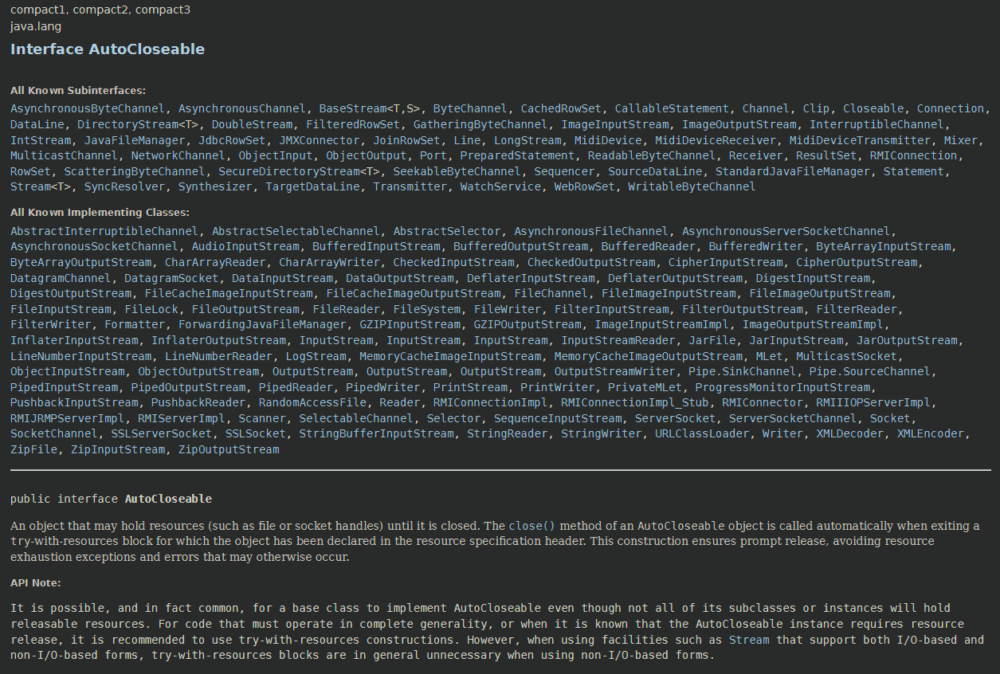 compact1, compact2, compact3
java.lang
Interface AutoCloseable
All Known Subinterfaces:
AsynchronousByteChannel, AsynchronousChannel, BaseStream<T,S>, ByteChannel, CachedRowSet, CallableStatement, Channel, Clip, Closeable, Connection,
DataLine, DirectoryStream<T>, DoubleStream, FilteredRowSet, GatheringByteChannel, ImageInputStream, ImageOutputStream, InterruptibleChannel,
IntStream, JavaFileManager, JdbcRowSet, JMXConnector, JoinRowSet, Line, LongStream, MidiDevice, MidiDeviceReceiver, MidiDeviceTransmitter, Mixer,
MulticastChannel, NetworkChannel, ObjectInput, ObjectOutput, Port, PreparedStatement, ReadableByteChannel, Receiver, ResultSet, RMIConnection,
RowSet, ScatteringByteChannel, SecureDirectoryStream<T>, SeekableByteChannel, Sequencer, SourceDataLine, StandardJavaFileManager, Statement,
Stream<T>, SyncResolver, Synthesizer, TargetDataLine, Transmitter, WatchService, WebRowSet, WritableByteChannel
All Known Implementing Classes:
AbstractInterruptibleChannel, AbstractSelectableChannel, AbstractSelector, AsynchronousFileChannel, AsynchronousServerSocketChannel,
AsynchronousSocketChannel, AudioInputStream, BufferedInputStream, BufferedOutputStream, BufferedReader, BufferedWriter, ByteArrayInputStream,
ByteArrayOutputStream, CharArrayReader, CharArrayWriter, CheckedInputStream, CheckedOutputStream, CipherInputStream, CipherOutputStream,
DatagramChannel, DatagramSocket, DataInputStream, DataOutputStream, DeflaterInputStream, DeflaterOutputStream, DigestInputStream,
DigestOutputStream, FileCacheImageInputStream, FileCacheImageOutputStream, FileChannel, FileImageInputStream, FileImageOutputStream,
FileInputStream, FileLock, FileOutputStream, FileReader, FileSystem, FileWriter, FilterInputStream, FilterOutputStream, FilterReader,
FilterWriter, Formatter, ForwardingJavaFileManager, GZIPInputStream, GZIPOutputStream, ImageInputStreamImpl, ImageOutputStreamImpl,
InflaterInputStream, InflaterOutputStream, InputStream, InputStream, InputStream, InputStreamReader, JarFile, JarInputStream, JarOutputStream,
LineNumberInputStream, LineNumberReader, LogStream, MemoryCacheImageInputStream, MemoryCacheImageOutputStream, MLet, MulticastSocket,
ObjectInputStream, ObjectOutputStream, OutputStream, OutputStream, OutputStream, OutputStreamWriter, Pipe.SinkChannel, Pipe.SourceChannel,
PipedInputStream, PipedOutputStream, PipedReader, PipedWriter, PrintStream, PrintWriter, PrivateMLet, ProgressMonitorInputStream,
PushbackInputStream, PushbackReader, RandomAccessFile, Reader, RMIConnectionImpl, RMIConnectionImpl_Stub, RMIConnector, RMIIIOPServerImpl,
RMIJRMPServerImpl, RMIServerImpl, Scanner, SelectableChannel, Selector, SequenceInputStream, ServerSocket, ServerSocketChannel, Socket,
SocketChannel, SSLServerSocket, SSLSocket, StringBufferInputStream, StringReader, StringWriter, URLClassLoader, Writer, XMLDecoder, XMLEncoder,
ZipFile, ZipInputStream, ZipOutputStream
public interface AutoCloseable
An object that may hold resources (such as file or socket handles) until it is closed. The close() method of an AutoCloseable object is called automatically when exiting a
try-with-resources block for which the object has been declared in the resource specification header. This construction ensures prompt release, avoiding resource
exhaustion exceptions and errors that may otherwise occur.
API Note:
It is possible, and in fact common, for a base class to implement AutoCloseable even though not all of its subclasses or instances will hold
releasable resources. For code that must operate in complete generality, or when it is known that the AutoCloseable instance requires resource
release, it is recommended to use try-with-resources constructions. However, when using facilities such as Stream that support both I/O-based and
non-I/O-based forms, try-with-resources blocks are in general unnecessary when using non-I/O-based forms.